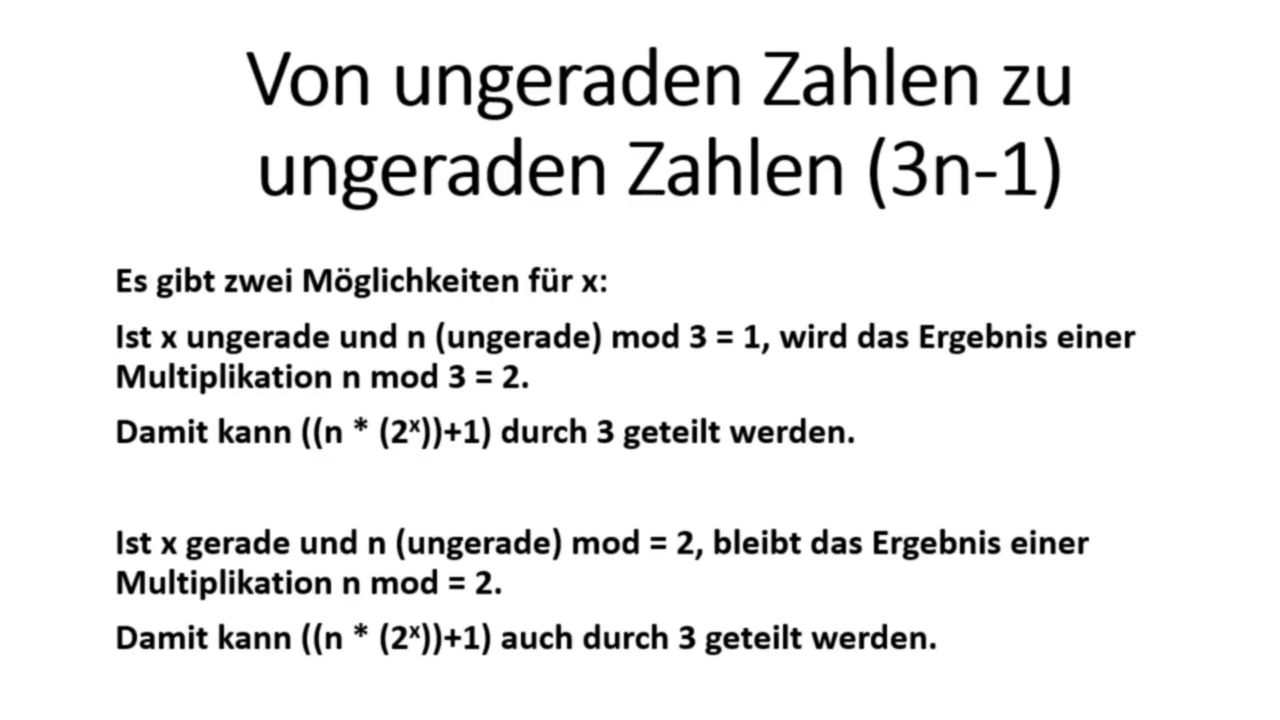 Von ungeraden Zahlen zu
ungeraden Zahlen (3n-1)
Es gibt zwei Möglichkeiten für x:
Ist x ungerade und n (ungerade) mod 3 = 1, wird das Ergebnis einer
Multiplikation n mod 3 = 2.
Damit kann ((n * (2ˣ))+1) durch 3 geteilt werden.
Ist x gerade und n (ungerade) mod = 2, bleibt das Ergebnis einer
Multiplikation n mod = 2.
Damit kann ((n * (2ˣ))+1) auch durch 3 geteilt werden.